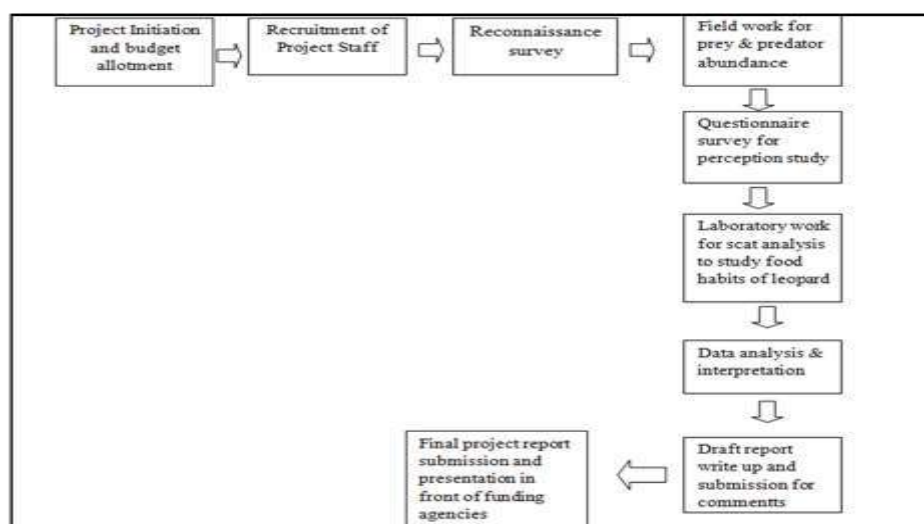 Project Initiation
and budget
allotment
Recruitment of
Project Staff
Reconnaissance
survey
Field work for
prey & predator
abundance
Questionnaire
survey for
perception study
Laboratory work
for scat analysis
to study food
habits of leopard
Data analysis &
interpretation
Draft report
write up and
submission for
commentts
Final project report
submission and
presentation in
front of funding
agencies